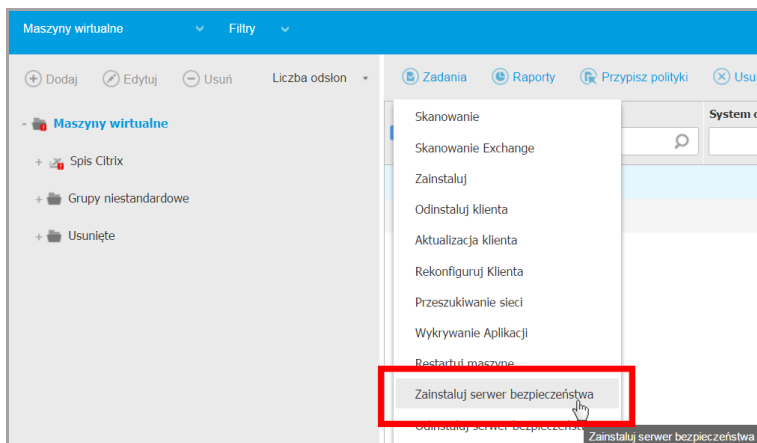 Maszyny wirtualne Filtry
Dodaj Edytuj Usuń Liczba odsłon Zadania Raporty Przypisz polityki
Maszyny wirtualne
Spis Citrix
Grupy niestandardowe
Usunięte
Skanowanie
Skanowanie Exchange
Zainstaluj
Odinstaluj klienta
Aktualizacja klienta
Rekonfiguruj Klienta
Przeszukiwanie sieci
Wykrywanie Aplikacji
Restartuj maszynę
Zainstaluj serwer bezpieczeństwa
Odinstaluj serwer
Zainstaluj serwer bezpieczeństwa
System